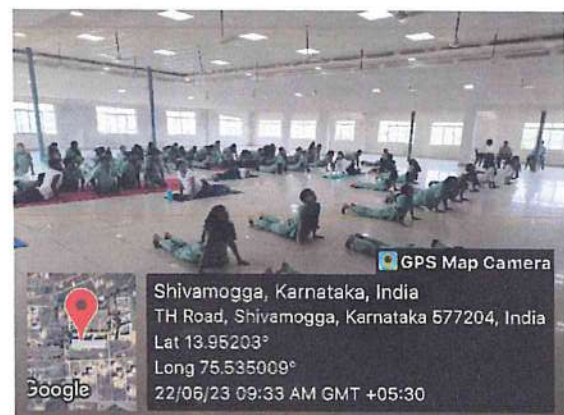 GPS Map Camera
Shivamogga, Karnataka, India
TH Road, Shivamogga, Karnataka 577204, India
Lat 13.95203°
Long 75.535009°
22/06/23 09:33 AM GMT +05:30
Google